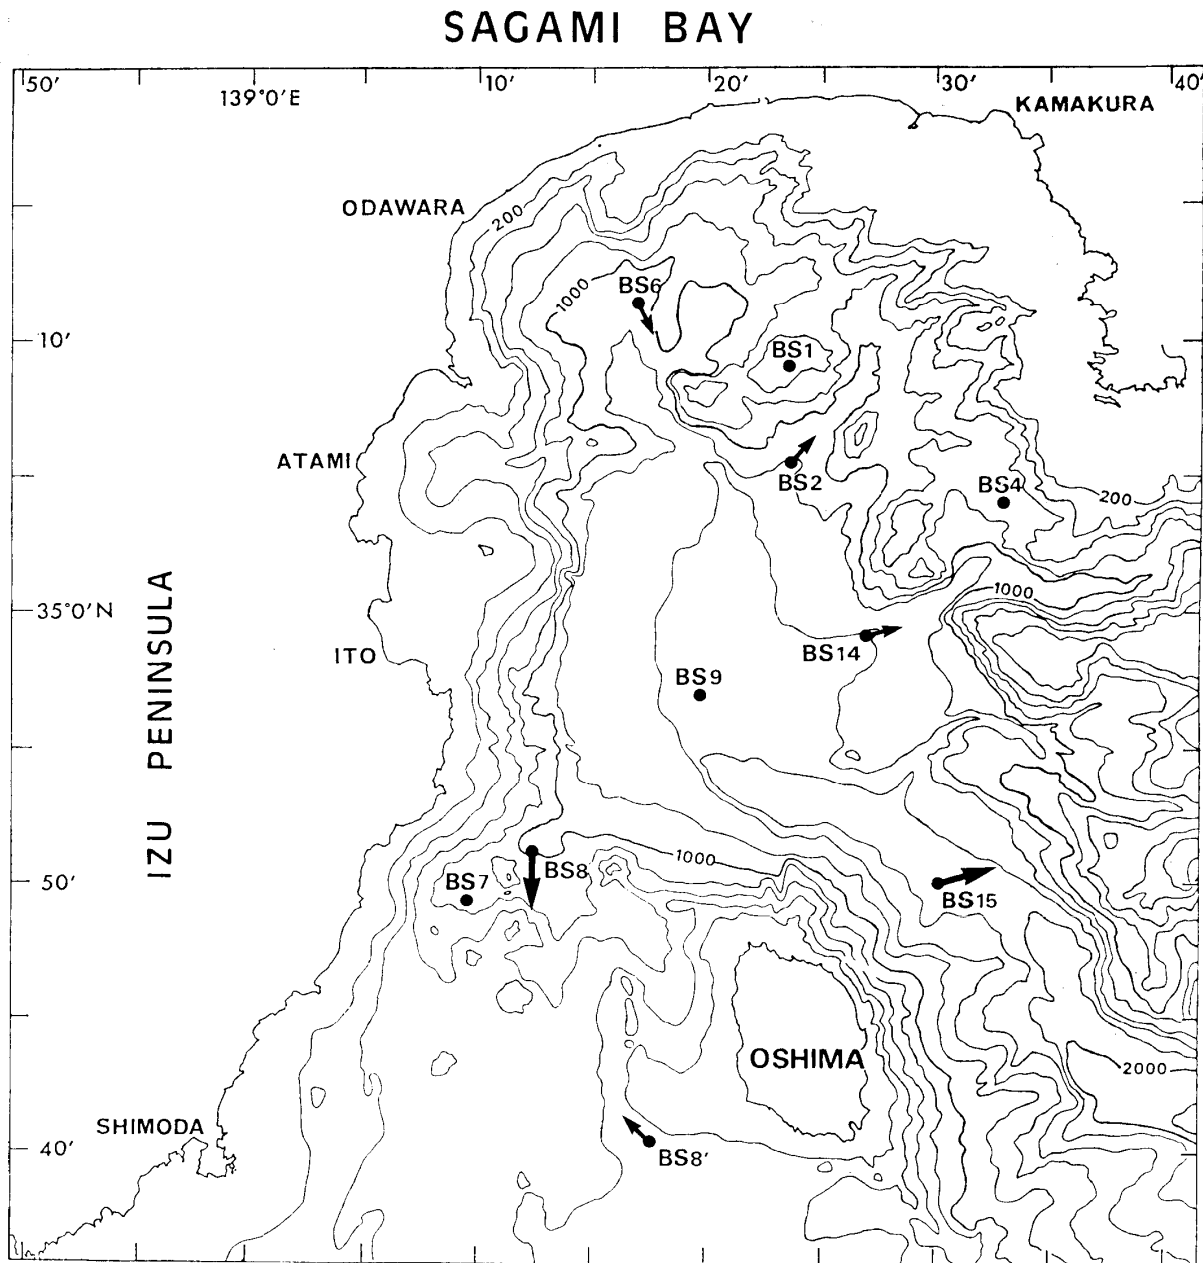 SAGAMI BAY
50′ 139°0′E 10′ 20′ 30′ 40′
KAMAKURA
ODAWARA
200
1000
BS6
10′
BS1
ATAMI
BS2
BS4
200
1000
35°0′N
IZU PENINSULA
ITO
BS14
BS9
1000
BS8
50′
BS7
BS15
OSHIMA
2000
SHIMODA
40′
BS8′